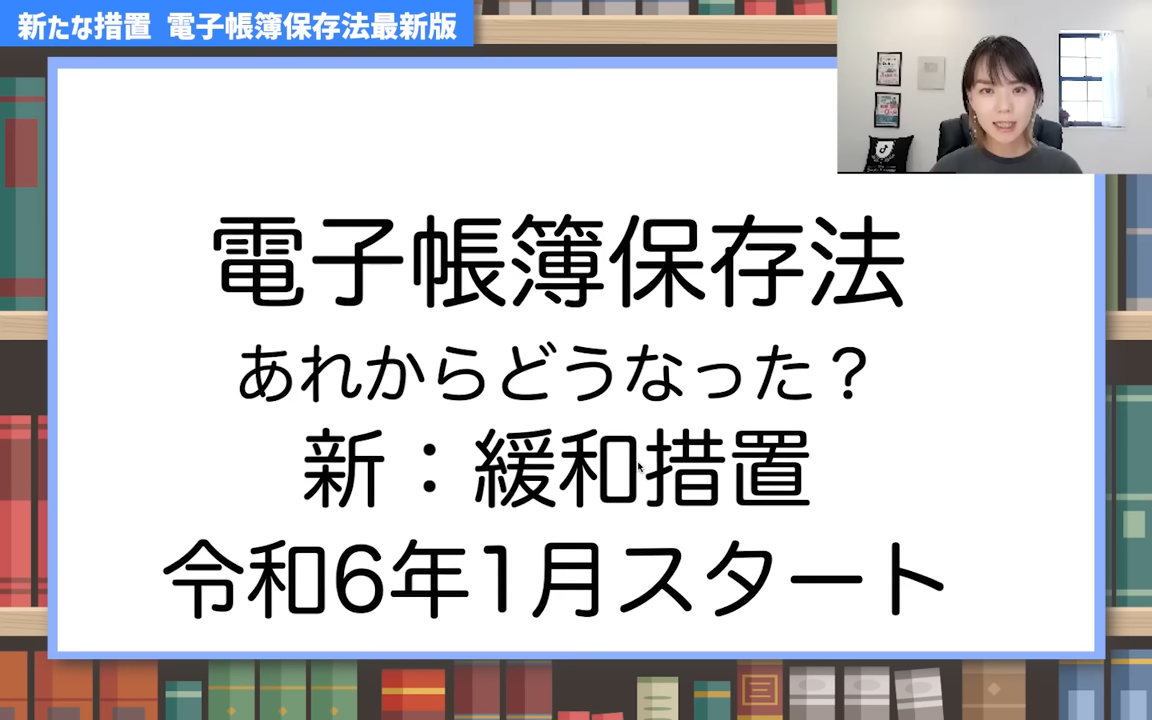 新たな措置 電子帳簿保存法最新版
電子帳簿保存法
あれからどうなった？
新：緩和措置
令和6年1月スタート